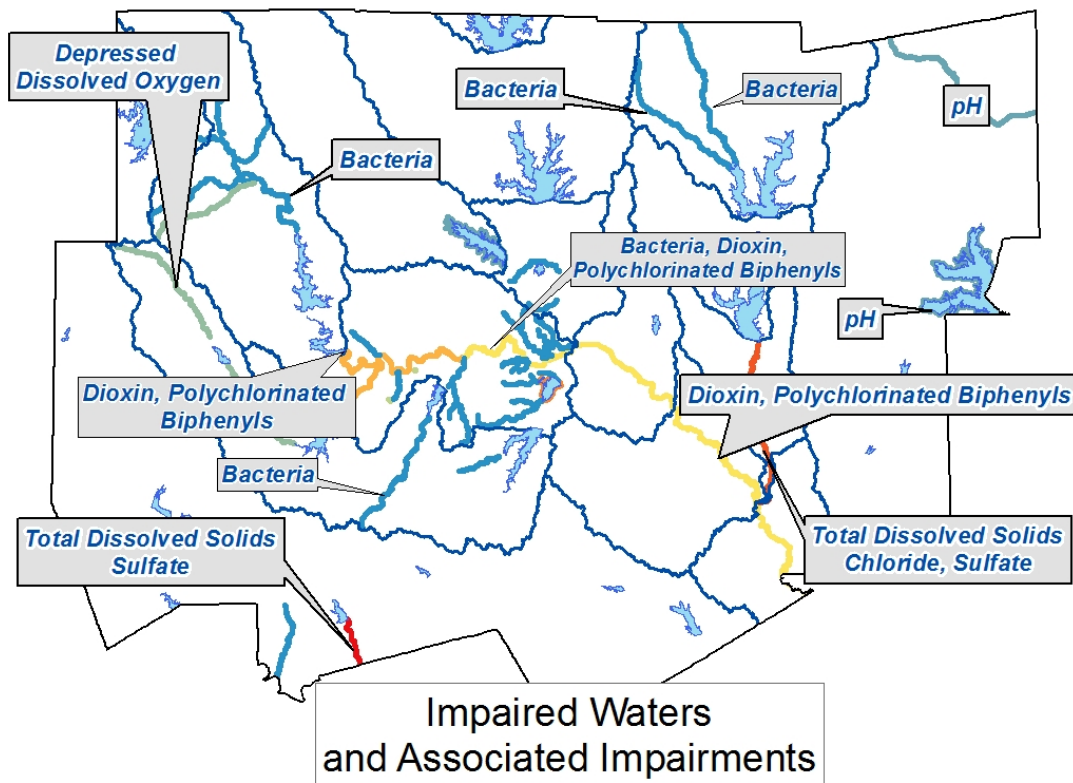 Depressed
Dissolved Oxygen
Bacteria
Bacteria
pH
Bacteria
Bacteria, Dioxin,
Polychlorinated Biphenyls
pH
Dioxin, Polychlorinated
Biphenyls
Dioxin, Polychlorinated Biphenyls
Bacteria
Total Dissolved Solids
Sulfate
Total Dissolved Solids
Chloride, Sulfate
Impaired Waters
and Associated Impairments